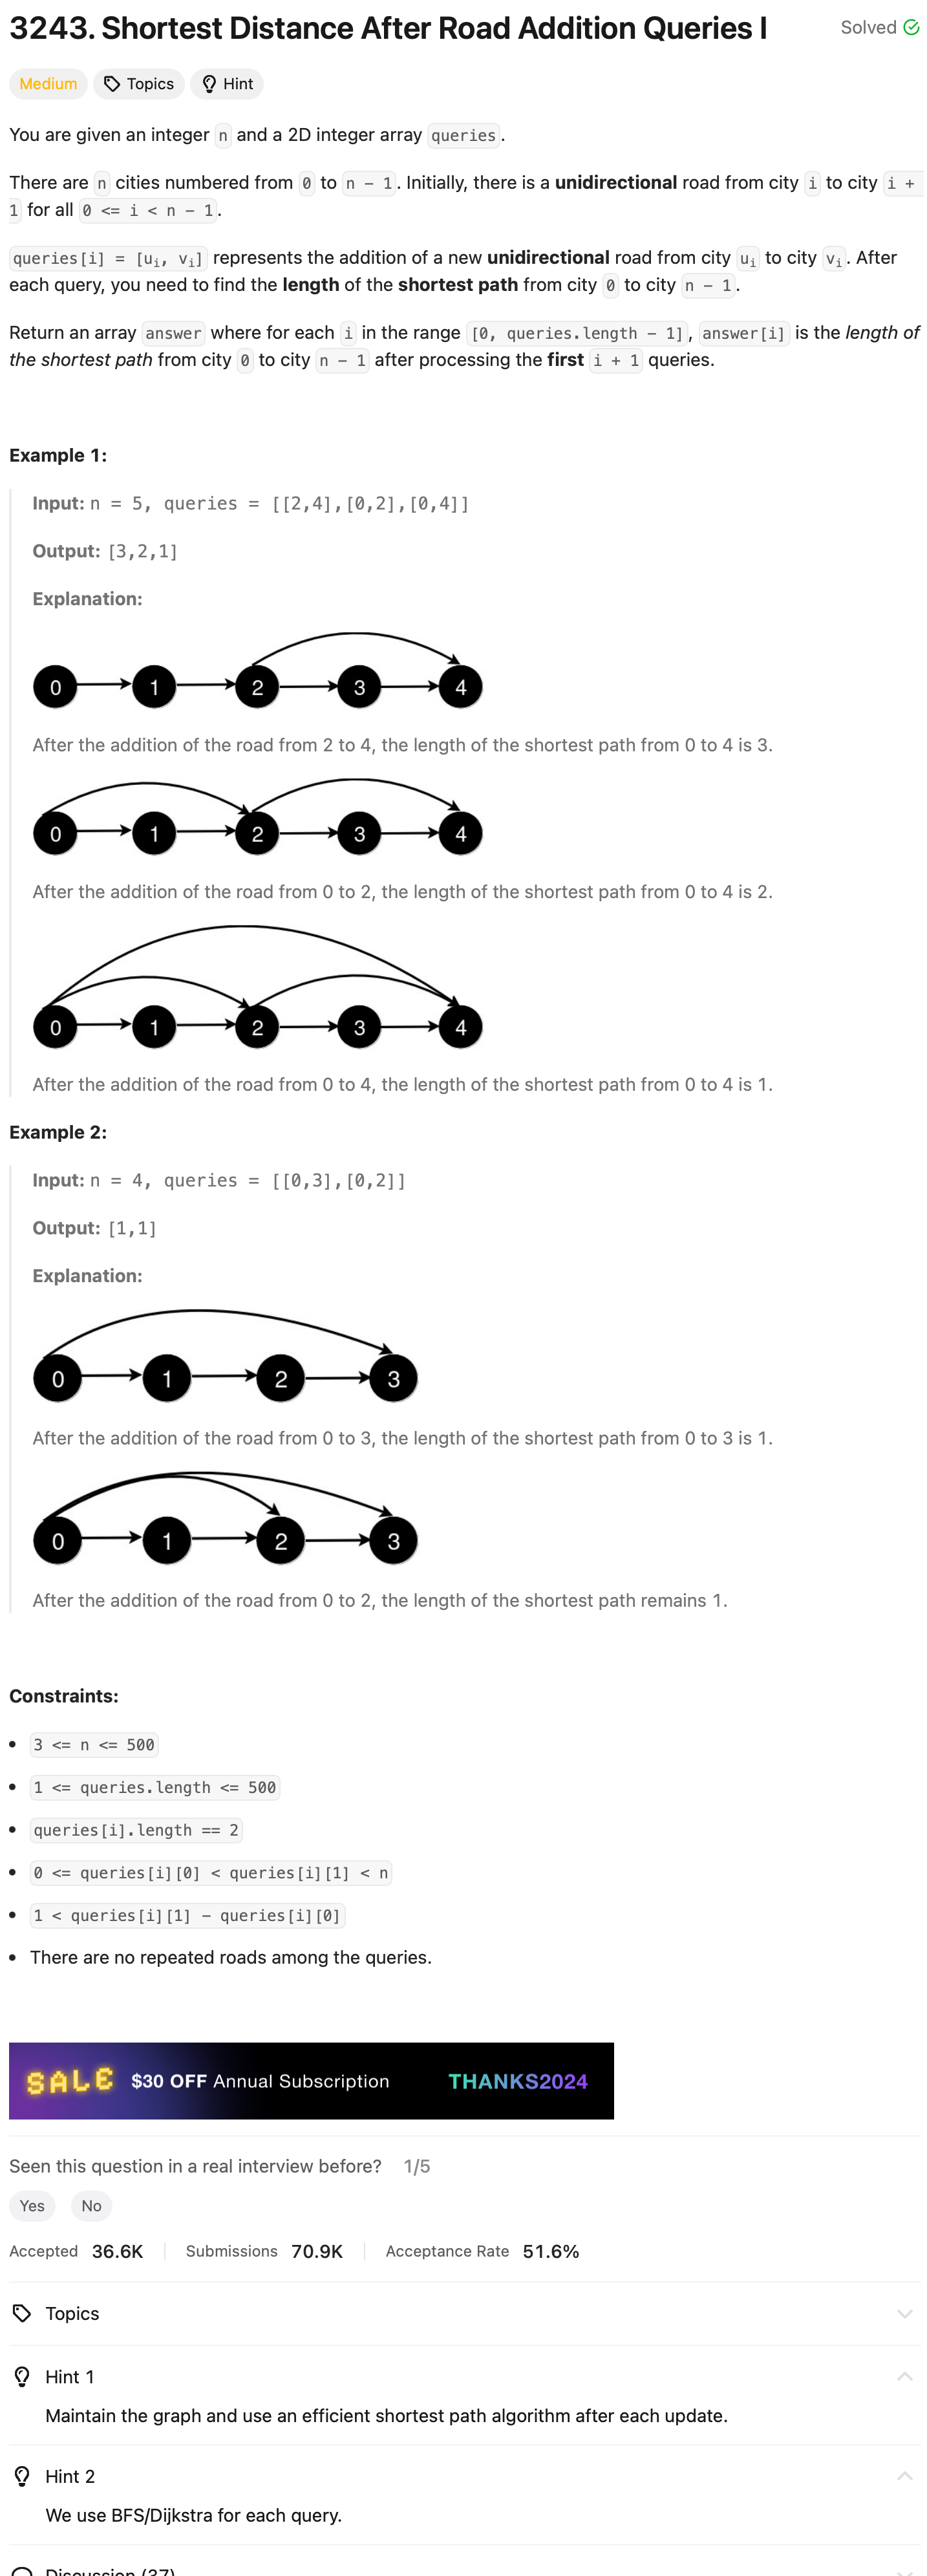 3243. Shortest Distance After Road Addition Queries I
Solved
Medium Topics Hint
You are given an integer n and a 2D integer array queries.
There are n cities numbered from 0 to n - 1. Initially, there is a unidirectional road from city i to city i +
1 for all 0 <= i < n - 1.
queries[i] = [ui, vi] represents the addition of a new unidirectional road from city ui to city vi. After
each query, you need to find the length of the shortest path from city 0 to city n - 1.
Return an array answer where for each i in the range [0, queries.length - 1], answer[i] is the length of
the shortest path from city 0 to city n - 1 after processing the first i + 1 queries.
Example 1:
Input: n = 5, queries = [[2,4],[0,2],[0,4]]
Output: [3,2,1]
Explanation:
0 1 2 3 4
After the addition of the road from 2 to 4, the length of the shortest path from 0 to 4 is 3.
0 1 2 3 4
After the addition of the road from 0 to 2, the length of the shortest path from 0 to 4 is 2.
0 1 2 3 4
After the addition of the road from 0 to 4, the length of the shortest path from 0 to 4 is 1.
Example 2:
Input: n = 4, queries = [[0,3],[0,2]]
Output: [1,1]
Explanation:
0 1 2 3
After the addition of the road from 0 to 3, the length of the shortest path from 0 to 3 is 1.
0 1 2 3
After the addition of the road from 0 to 2, the length of the shortest path remains 1.
Constraints:
• 3 <= n <= 500
• 1 <= queries.length <= 500
• queries[i].length == 2
• 0 <= queries[i][0] < queries[i][1] < n
• 1 < queries[i][1] - queries[i][0]
• There are no repeated roads among the queries.
SALE $30 OFF Annual Subscription THANKS2024
Seen this question in a real interview before? 1/5
Yes No
Accepted 36.6K Submissions 70.9K Acceptance Rate 51.6%
Topics
Hint 1
Maintain the graph and use an efficient shortest path algorithm after each update.
Hint 2
We use BFS/Dijkstra for each query.
Discussion (37)